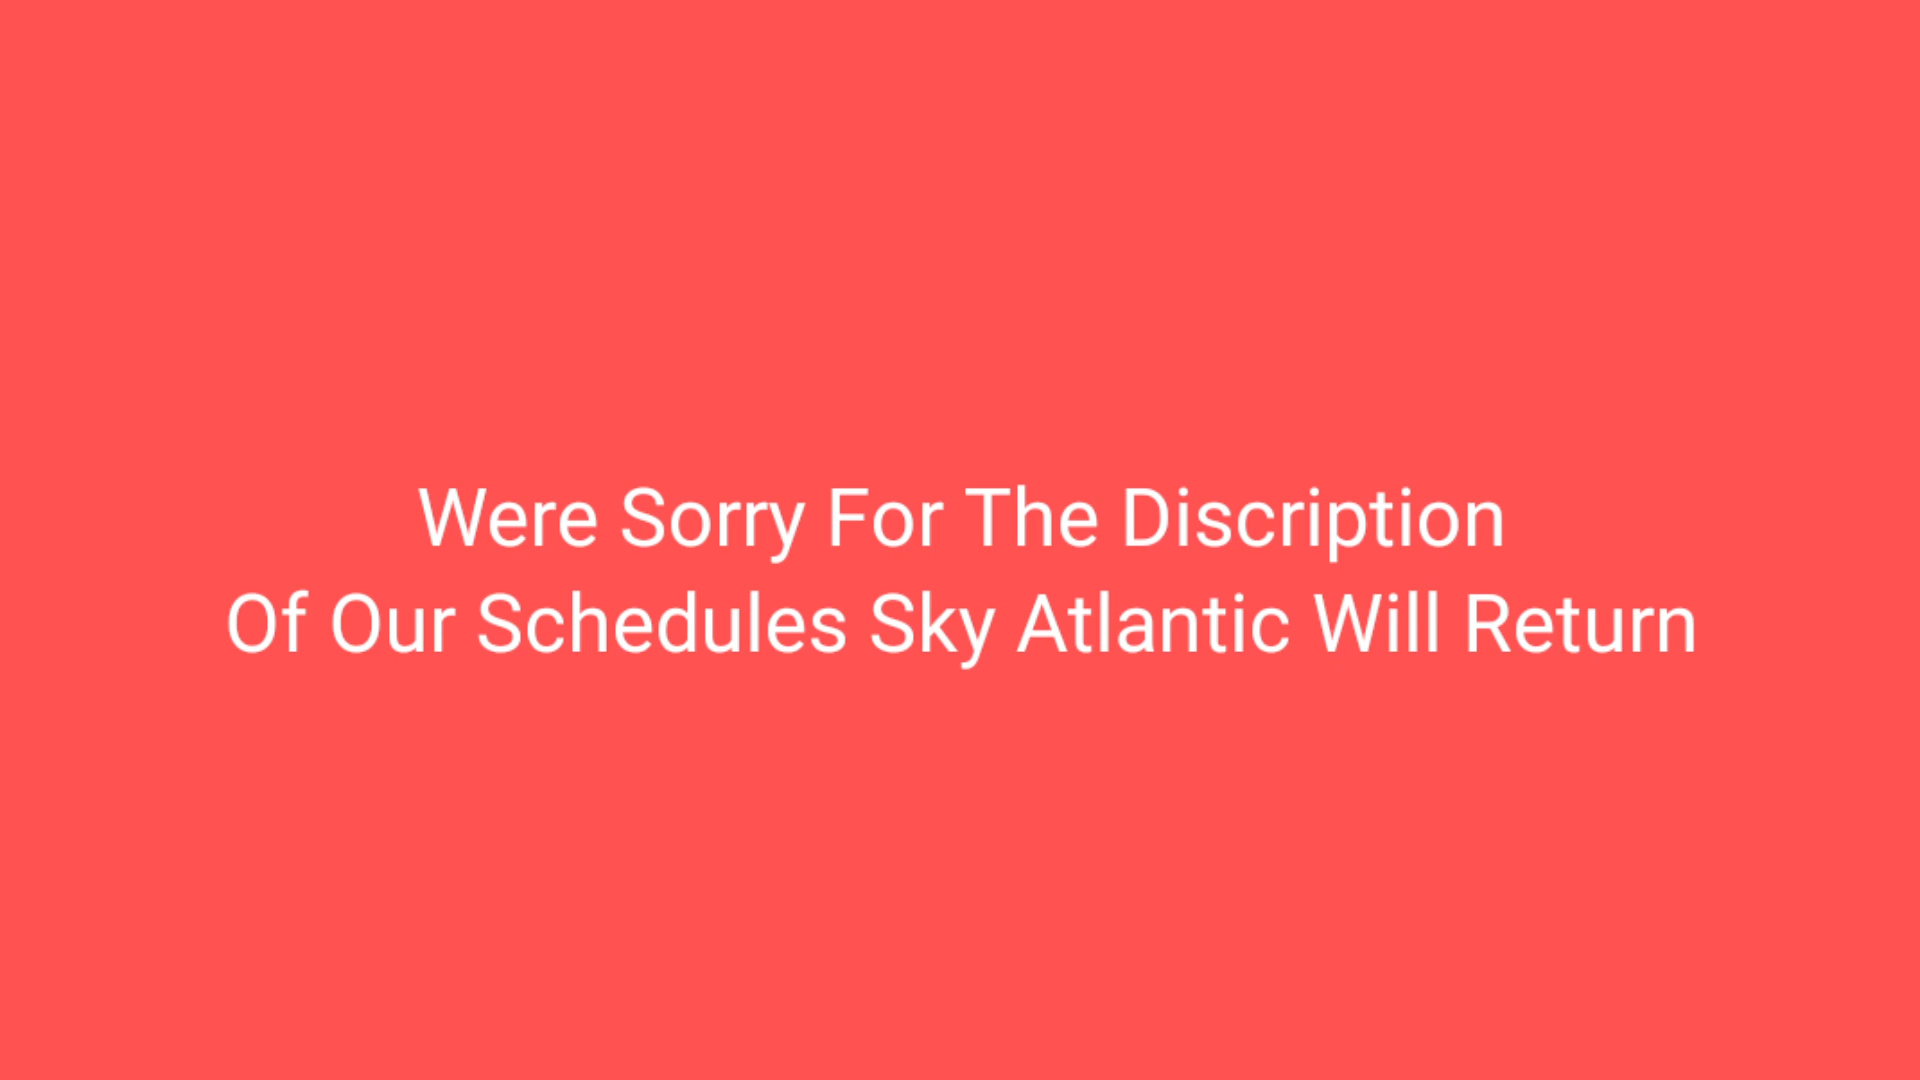 Were Sorry For The Discription
Of Our Schedules Sky Atlantic Will Return